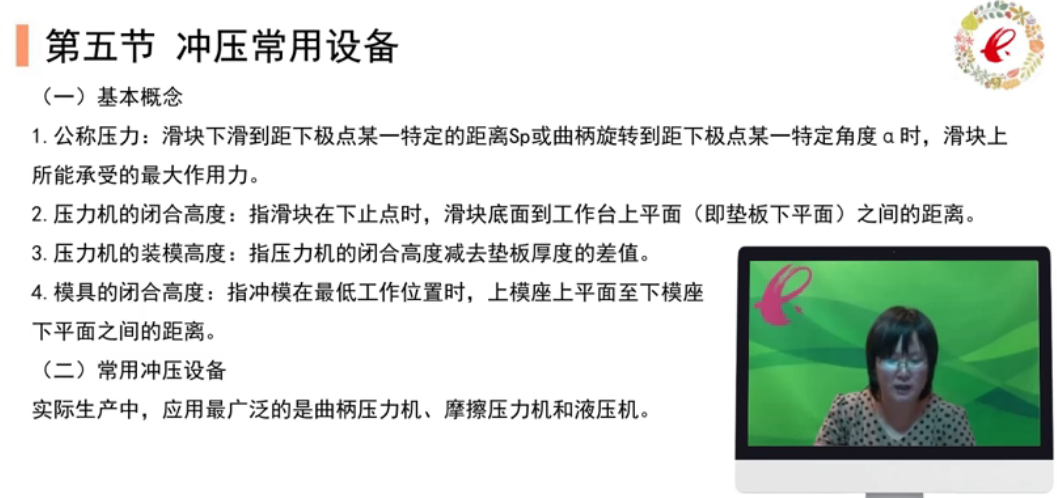 第五节 冲压常用设备
（一）基本概念
1.公称压力：滑块下滑到距下极点某一特定的距离Sp或曲柄旋转到距下极点某一特定角度α时，滑块上
所能承受的最大作用力。
2.压力机的闭合高度：指滑块在下止点时，滑块底面到工作台上平面（即垫板下平面）之间的距离。
3.压力机的装模高度：指压力机的闭合高度减去垫板厚度的差值。
4.模具的闭合高度：指冲模在最低工作位置时，上模座上平面至下模座
下平面之间的距离。
（二）常用冲压设备
实际生产中，应用最广泛的是曲柄压力机、摩擦压力机和液压机。